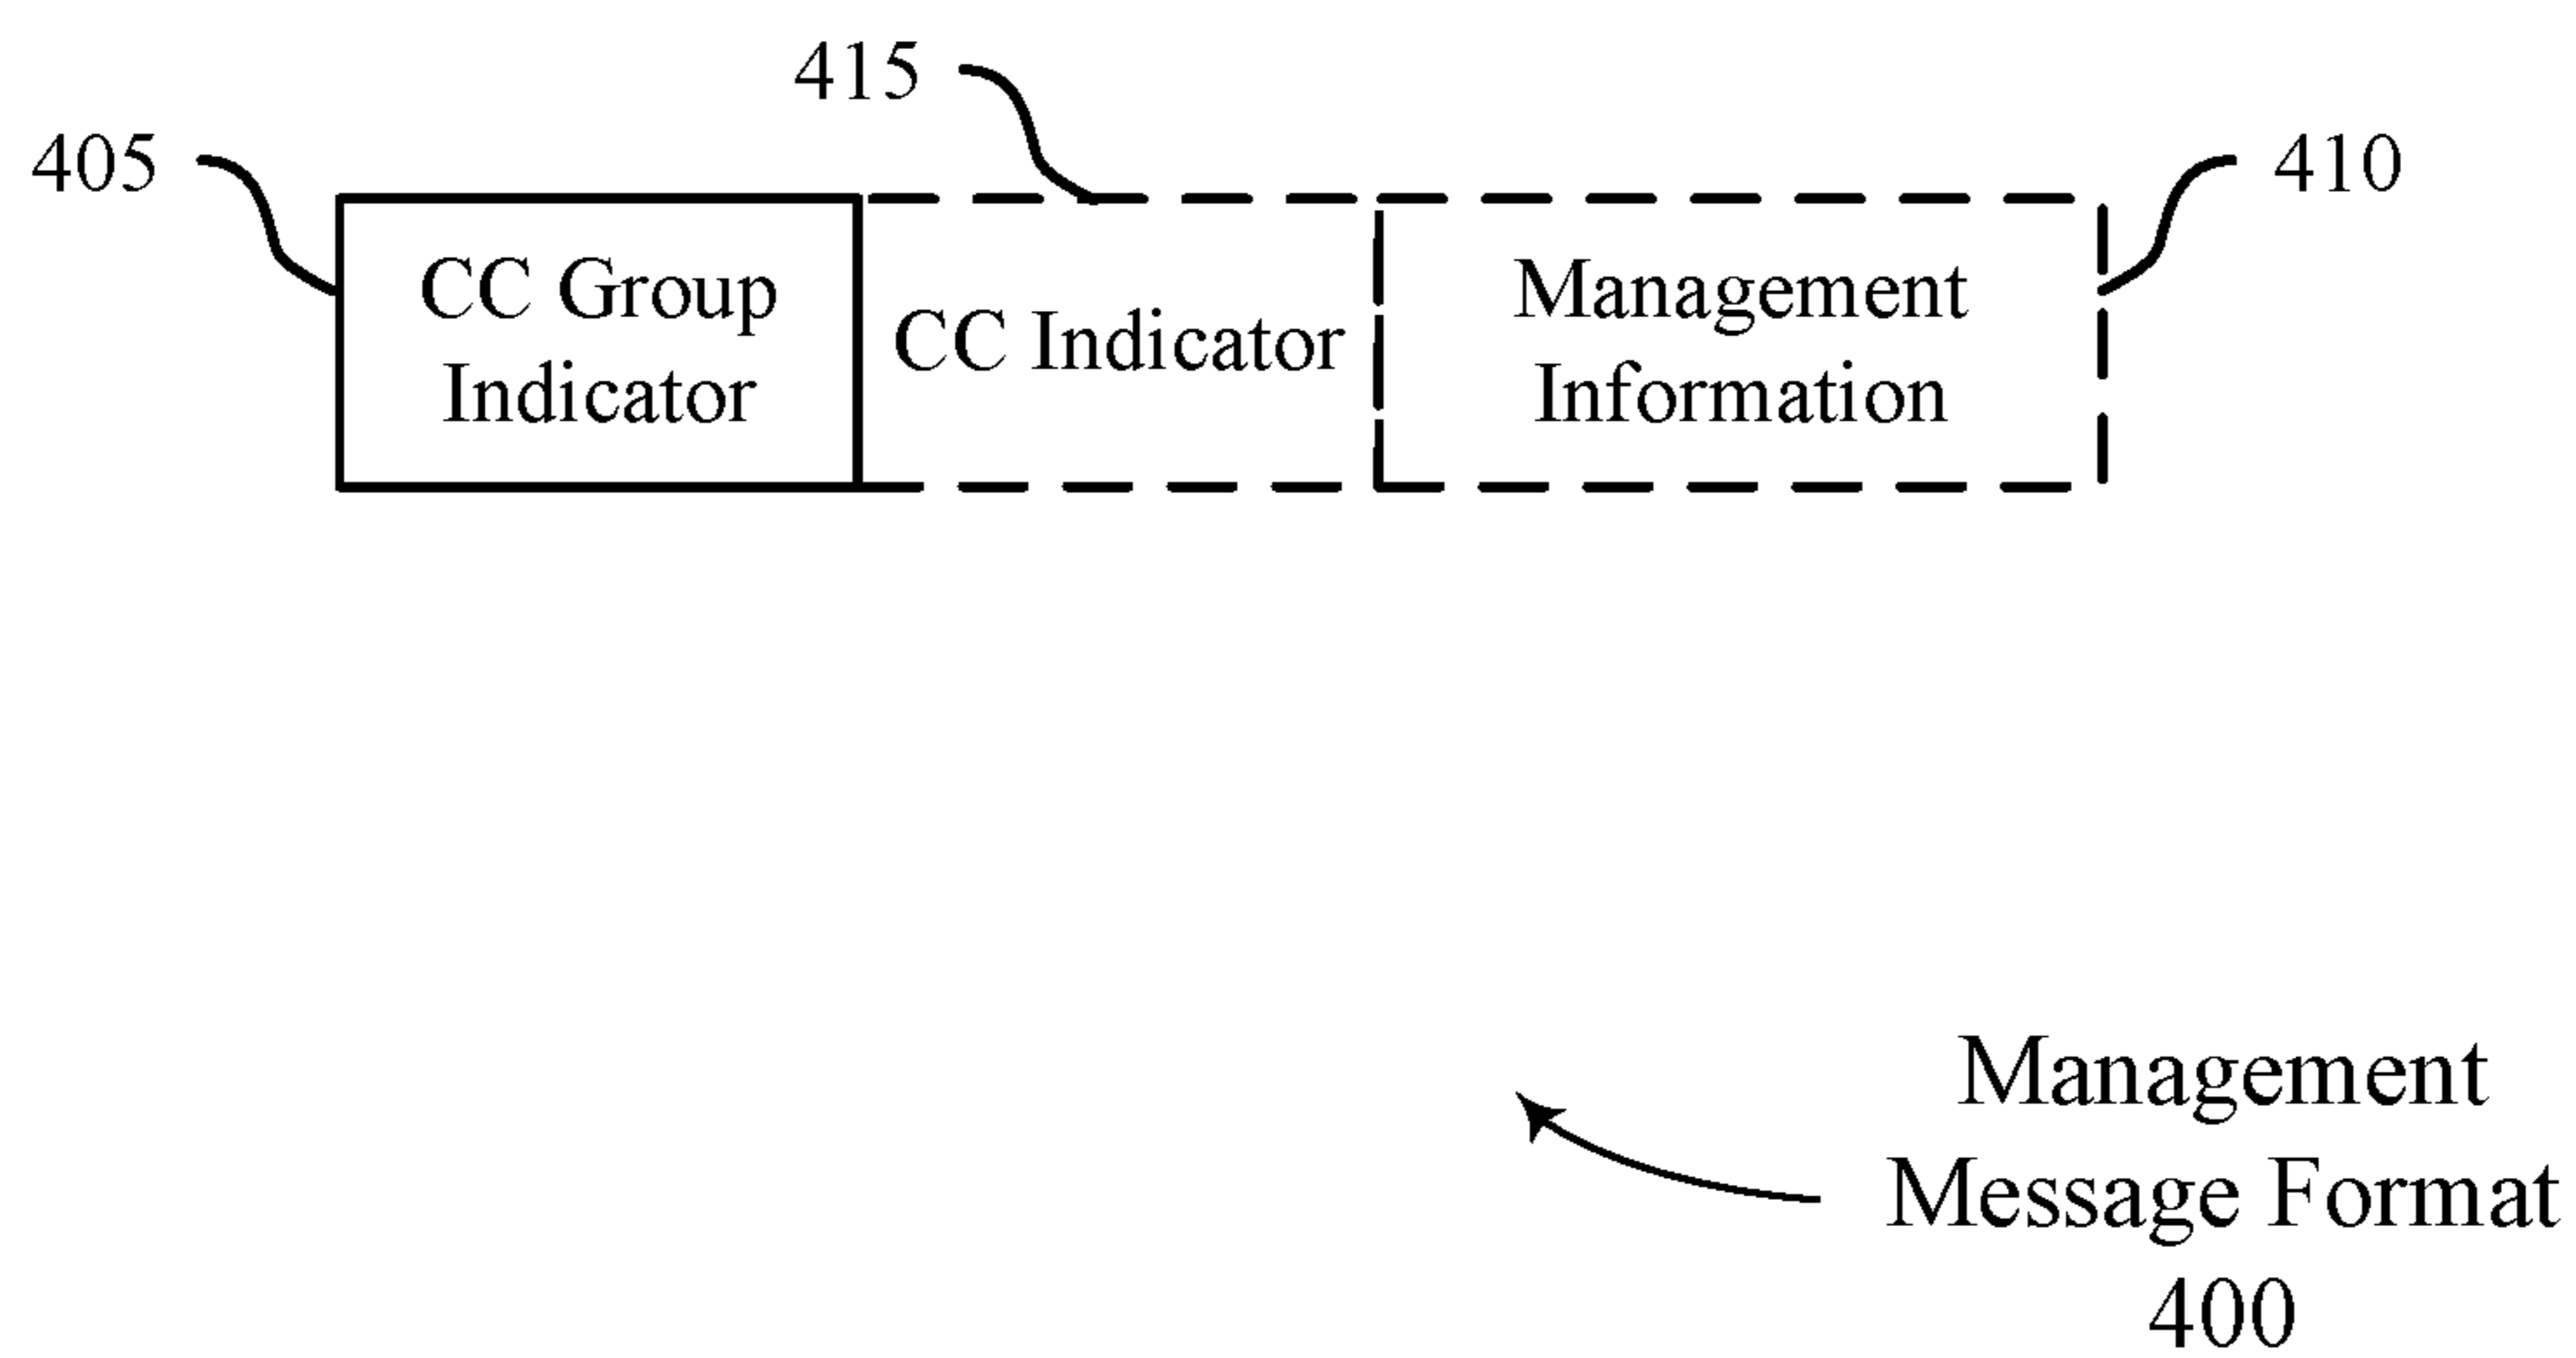 415
405
410
CC Group
Indicator
CC Indicator
Management
Information
Management
Message Format
400